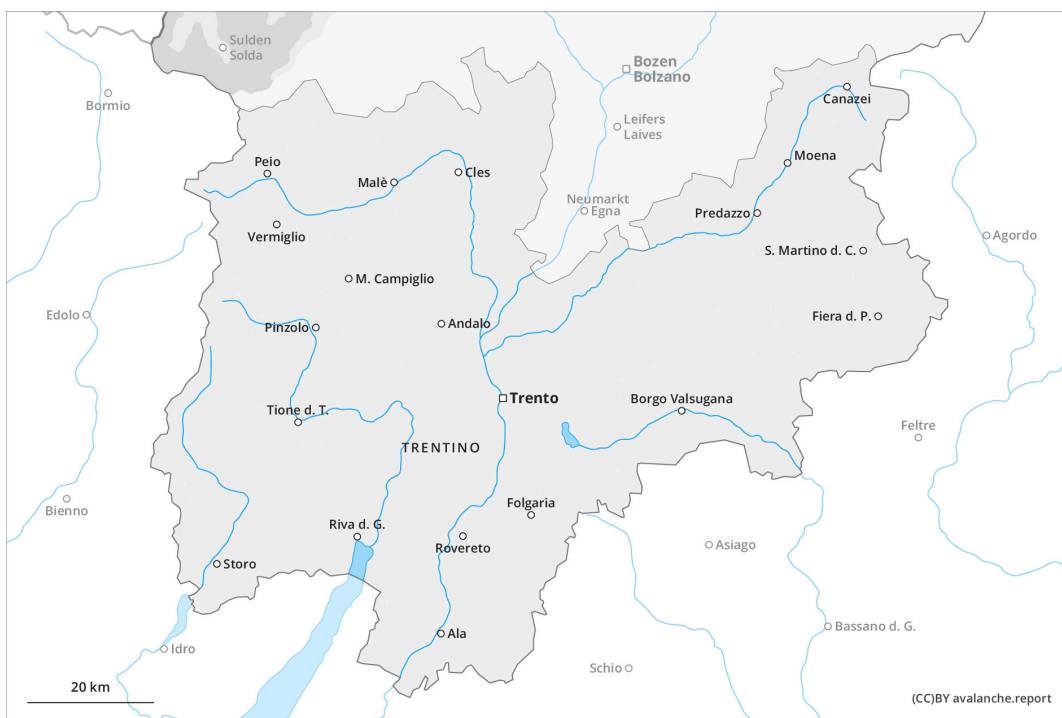 Sulden
Solda
Bozen
Bolzano
Bormio
Canazei
Leifers
Laives
Moena
Peio
Cles
Malè
Neumarkt
Egna
Predazzo
Vermiglio
Agordo
S. Martino d. C.
M. Campiglio
Edolo
Pinzolo
Andalo
Fiera d. P.
Trento
Borgo Valsugana
Tione d. T.
Feltre
TRENTINO
Bienno
Folgaria
Riva d. G.
Rovereto
Asiago
Storo
Ala
Bassano d. G.
Idro
Schio
20 km
(CC)BY avalanche.report